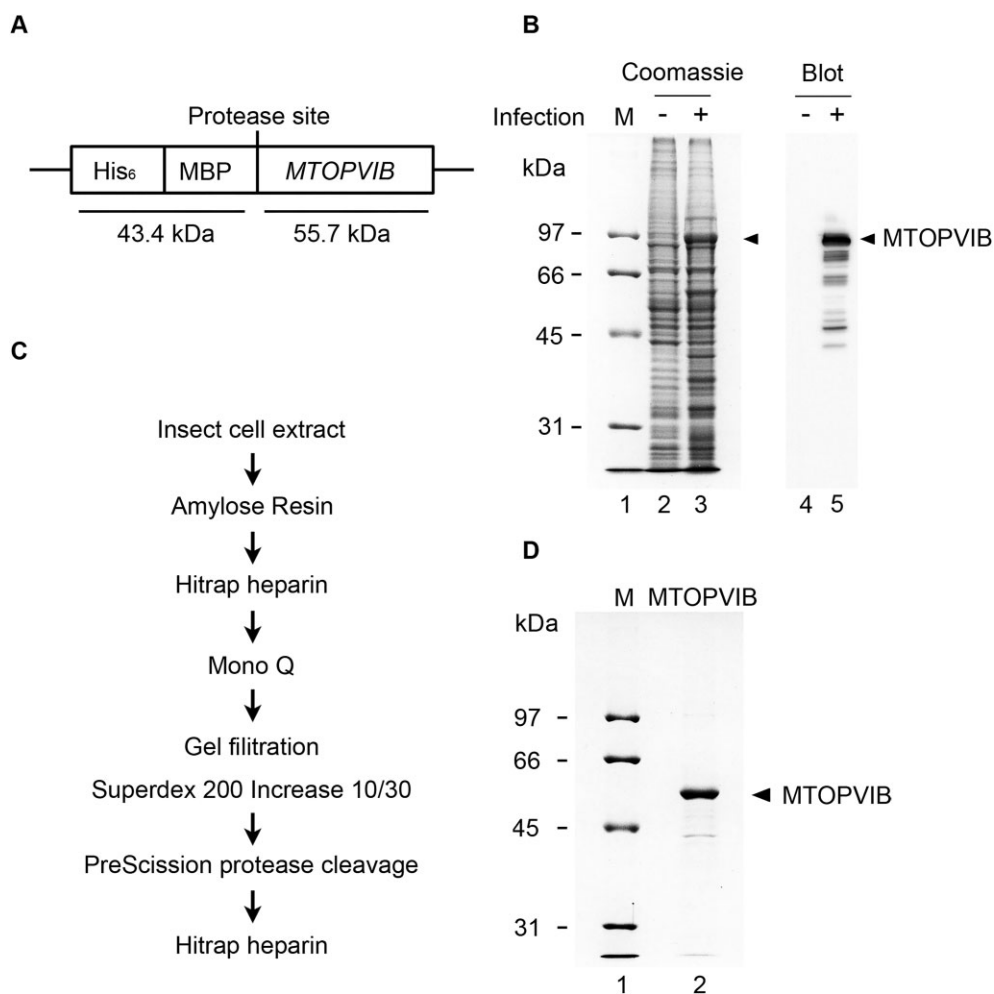 A
Protease site
His₆ MBP MTOPVIB
43.4 kDa 55.7 kDa
B
Coomassie Blot
Infection M - + - +
kDa
97 -
MTOPVIB
66 -
45 -
31 -
1 2 3 4 5
C
Insect cell extract
Amylose Resin
Hitrap heparin
Mono Q
Gel filitration
Superdex 200 Increase 10/30
PreScission protease cleavage
Hitrap heparin
D
M MTOPVIB
kDa
97 -
66 -
MTOPVIB
45 -
31 -
1 2